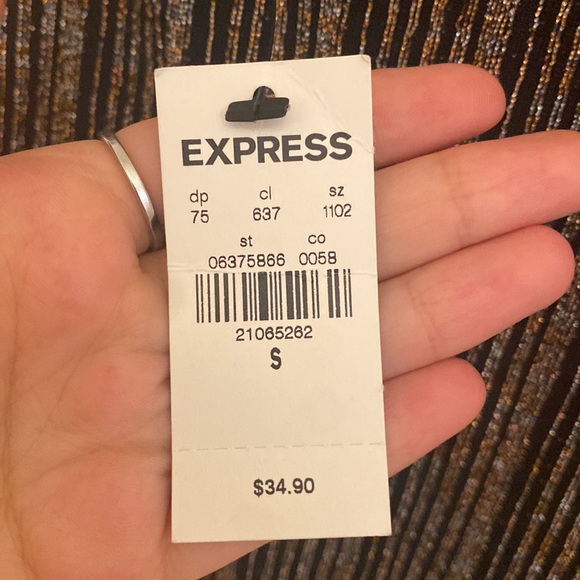 EXPRESS
dp cl sz
75 637 1102
st co
06375866 0058
21065262
S
$34.90